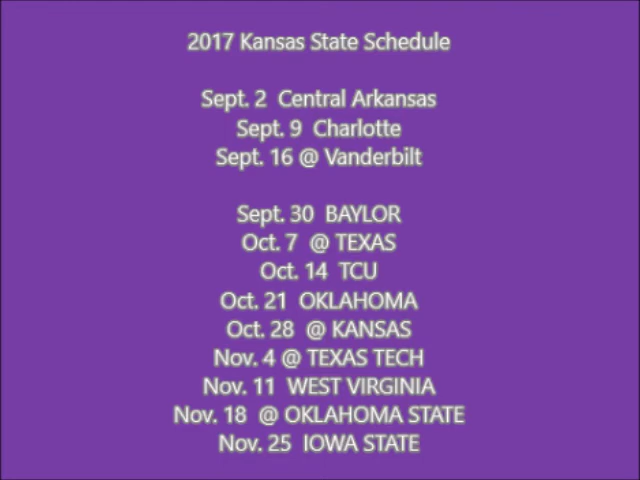 2017 Kansas State Schedule
Sept. 2  Central Arkansas
Sept. 9  Charlotte
Sept. 16 @ Vanderbilt
Sept. 30  BAYLOR
Oct. 7  @ TEXAS
Oct. 14  TCU
Oct. 21  OKLAHOMA
Oct. 28  @ KANSAS
Nov. 4 @ TEXAS TECH
Nov. 11  WEST VIRGINIA
Nov. 18  @ OKLAHOMA STATE
Nov. 25  IOWA STATE